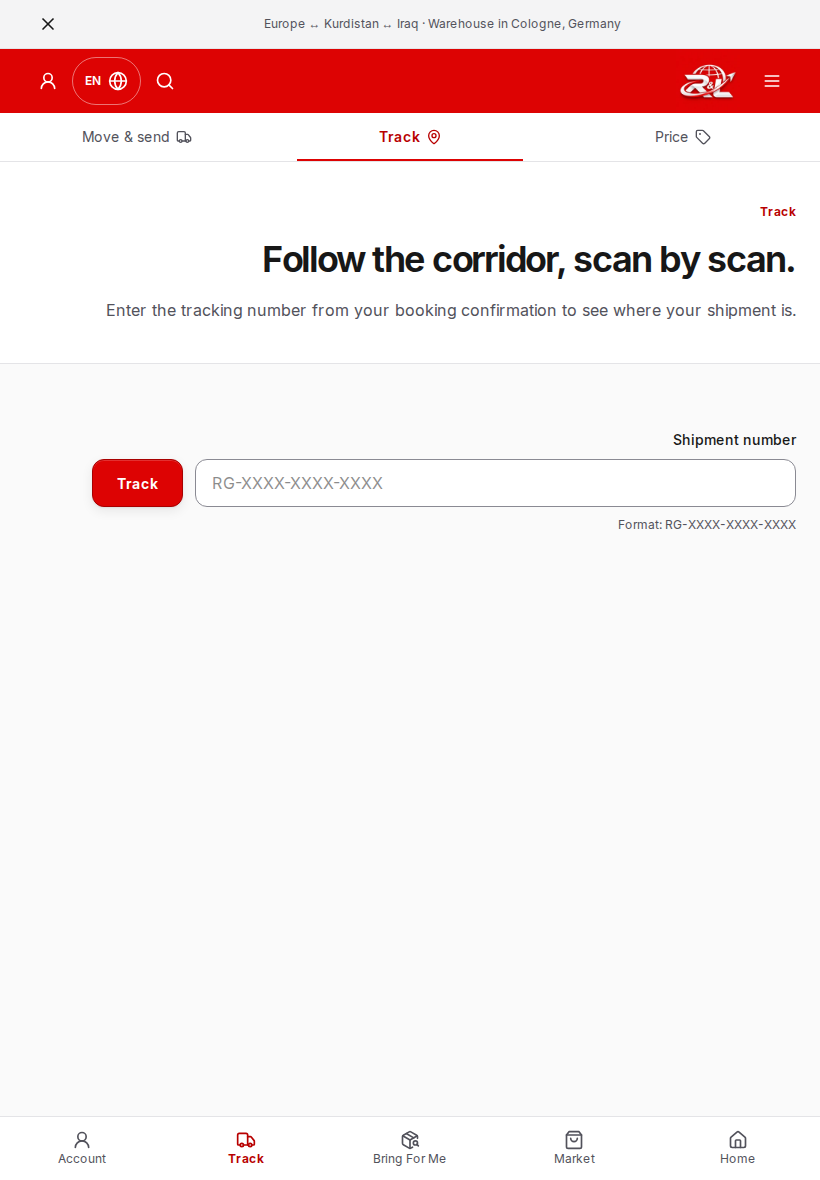 Europe ↔ Kurdistan ↔ Iraq · Warehouse in Cologne, Germany
EN
R&L
Move & send
Track
Price
Track
Follow the corridor, scan by scan.
Enter the tracking number from your booking confirmation to see where your shipment is.
Shipment number
Track
RG-XXXX-XXXX-XXXX
Format: RG-XXXX-XXXX-XXXX
Account
Track
Bring For Me
Market
Home